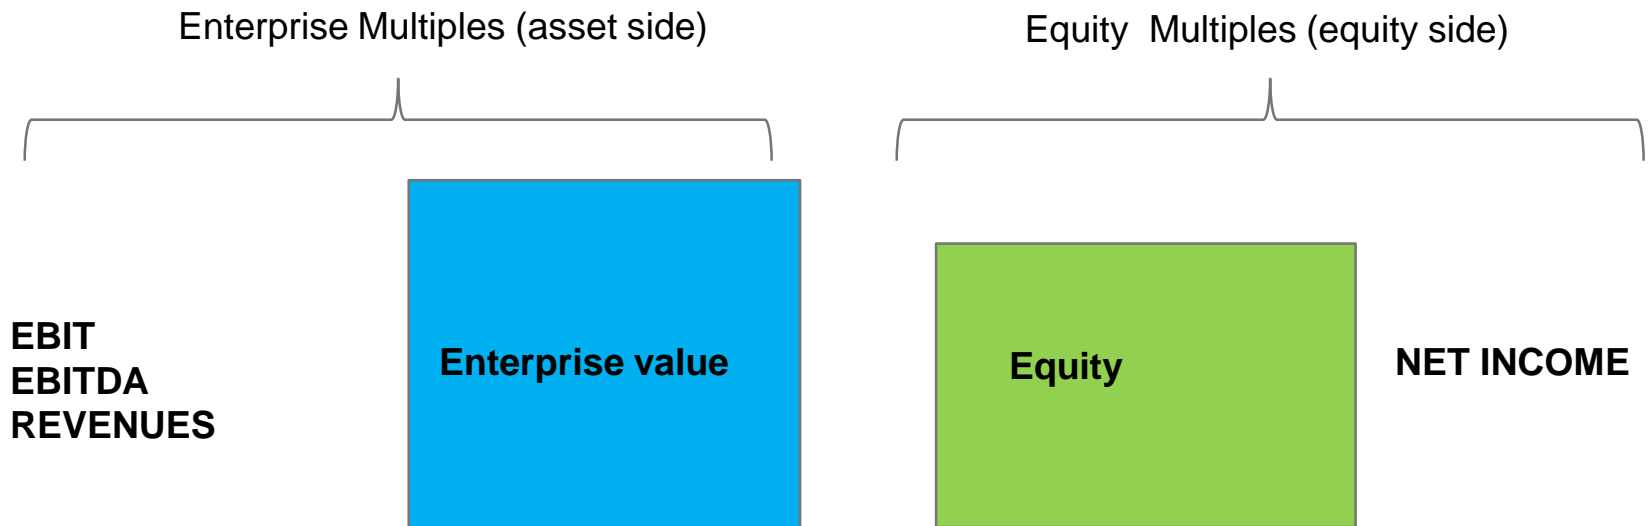 Enterprise Multiples (asset side)
Equity  Multiples (equity side)
EBIT
EBITDA
REVENUES
Enterprise value
Equity
NET INCOME